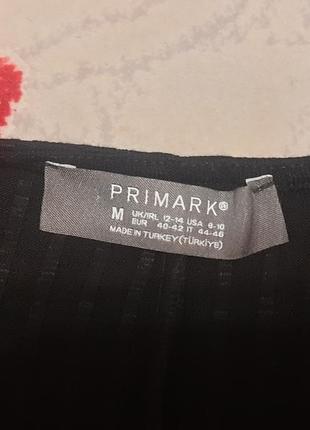 PRIMARK®
M UK/IRL 12-14 USA 8-10
EUR 40-42 IT 44-46
MADE IN TURKEY(TÜRKİYE)